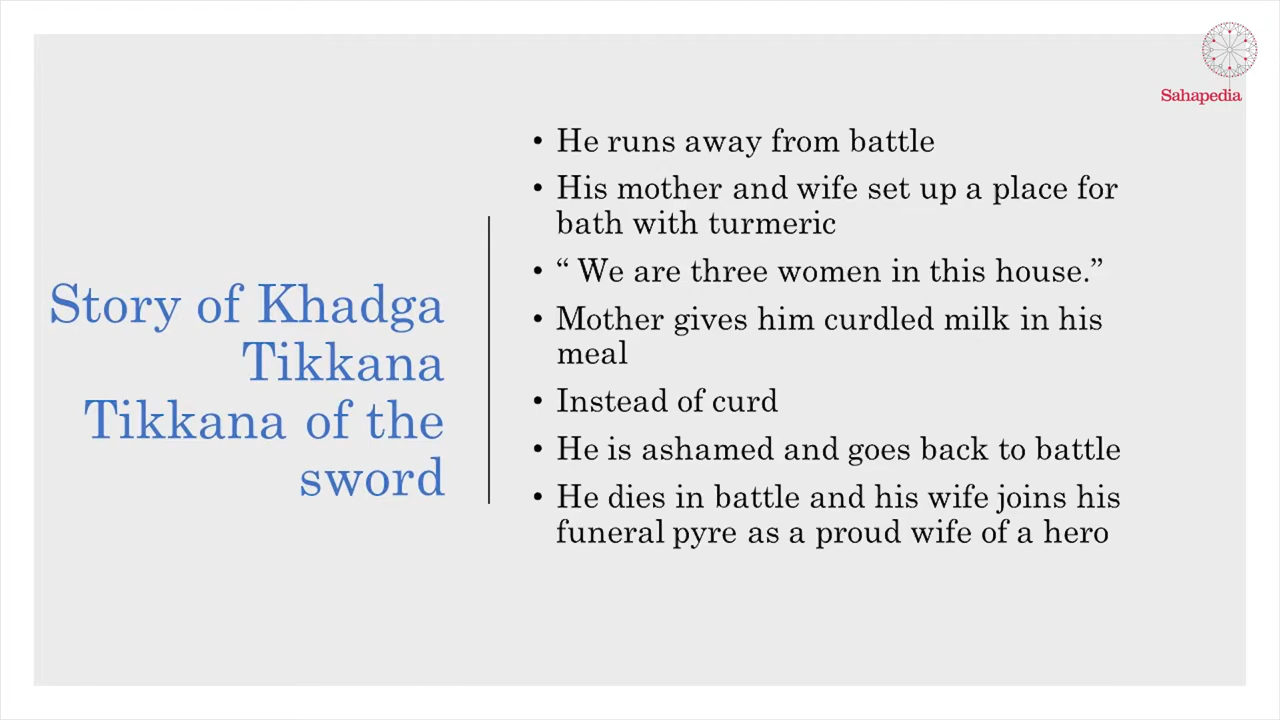 Sahapedia
Story of Khadga
Tikkana
Tikkana of the
sword
• He runs away from battle
• His mother and wife set up a place for
bath with turmeric
• “ We are three women in this house.”
• Mother gives him curdled milk in his
meal
• Instead of curd
• He is ashamed and goes back to battle
• He dies in battle and his wife joins his
funeral pyre as a proud wife of a hero